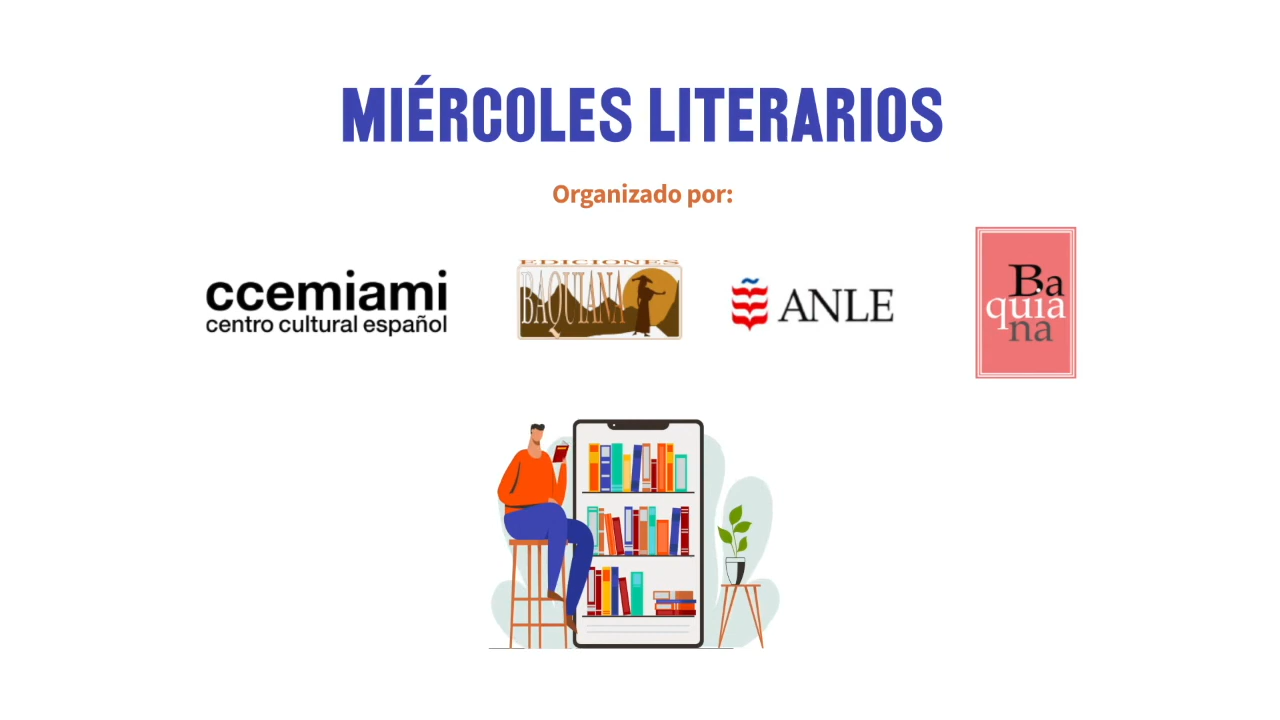 MIÉRCOLES LITERARIOS
Organizado por:
ccemiami
centro cultural español
EDICIONES
BAQUIANA
ANLE
Ba
quia
na